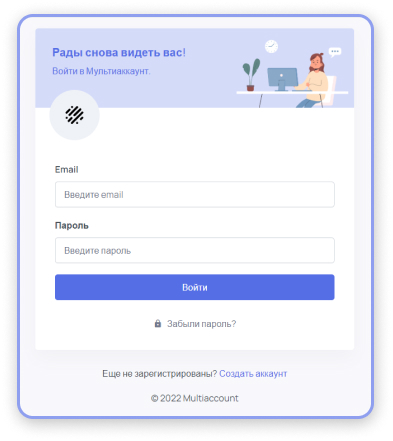 Рады снова видеть вас!
Войти в Мультиаккаунт.
Email
Введите email
Пароль
Введите пароль
Войти
Забыли пароль?
Еще не зарегистрированы? Создать аккаунт
© 2022 Multiaccount